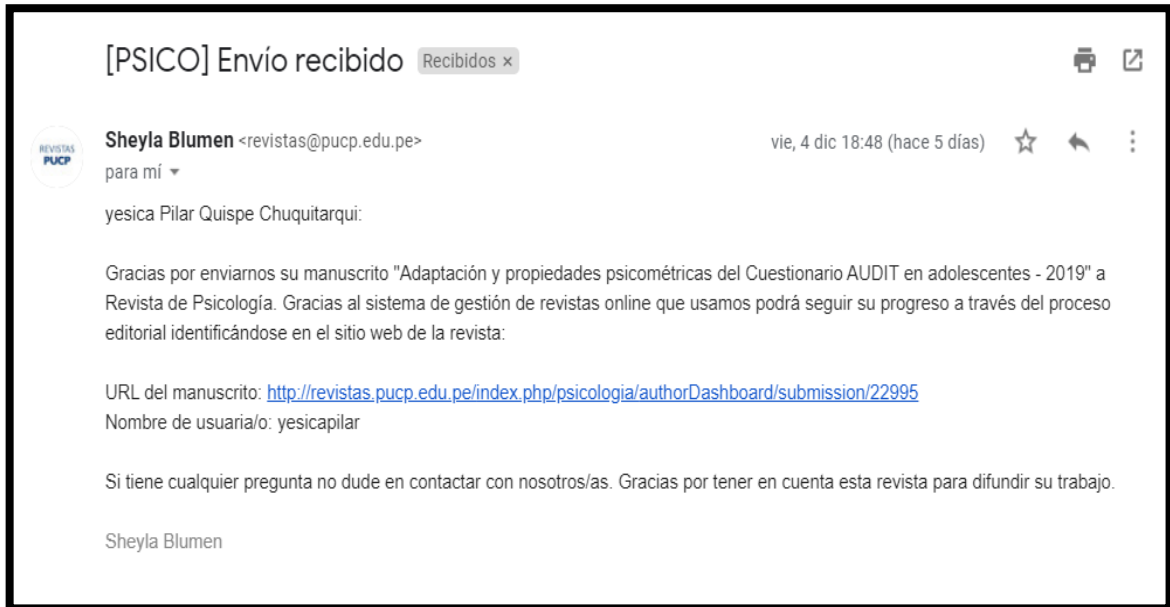 [PSICO] Envío recibido Recibidos ×
REVISTAS
PUCP
Sheyla Blumen <revistas@pucp.edu.pe> vie, 4 dic 18:48 (hace 5 días)
para mí
yesica Pilar Quispe Chuquitarqui:
Gracias por enviarnos su manuscrito "Adaptación y propiedades psicométricas del Cuestionario AUDIT en adolescentes - 2019" a
Revista de Psicología. Gracias al sistema de gestión de revistas online que usamos podrá seguir su progreso a través del proceso
editorial identificándose en el sitio web de la revista:
URL del manuscrito: http://revistas.pucp.edu.pe/index.php/psicologia/authorDashboard/submission/22995
Nombre de usuaria/o: yesicapilar
Si tiene cualquier pregunta no dude en contactar con nosotros/as. Gracias por tener en cuenta esta revista para difundir su trabajo.
Sheyla Blumen